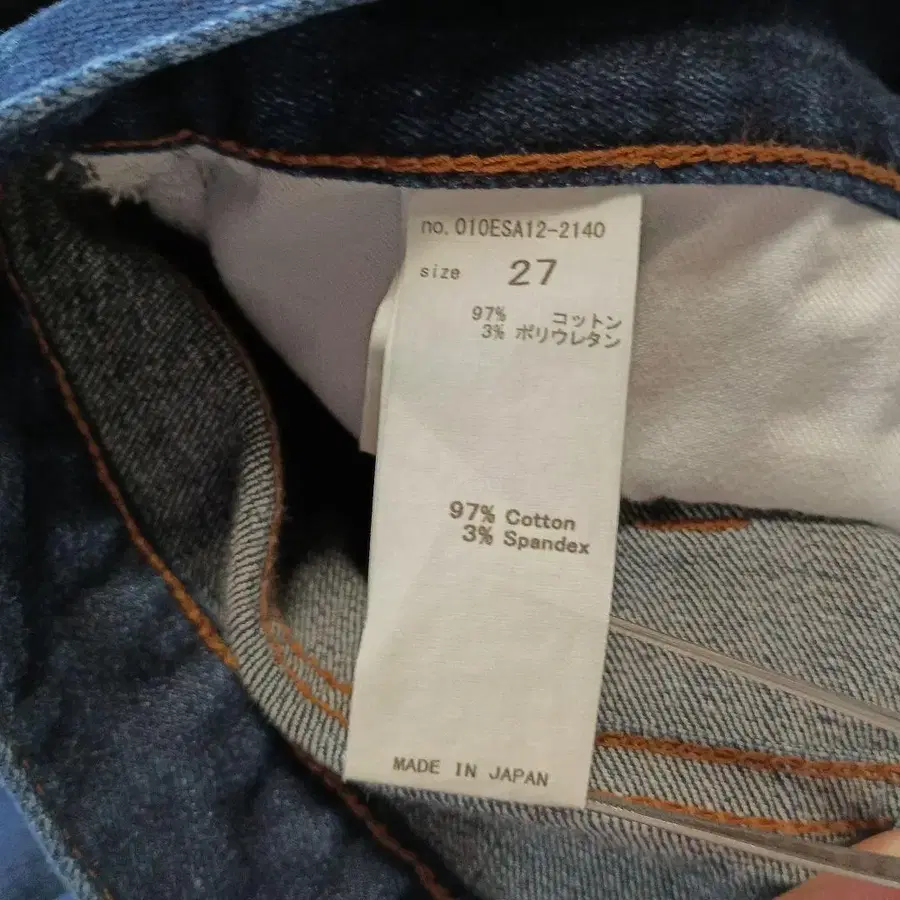 no. 010ESA12-2140
size 27
97% コットン
3% ポリウレタン
97% Cotton
3% Spandex
MADE IN JAPAN